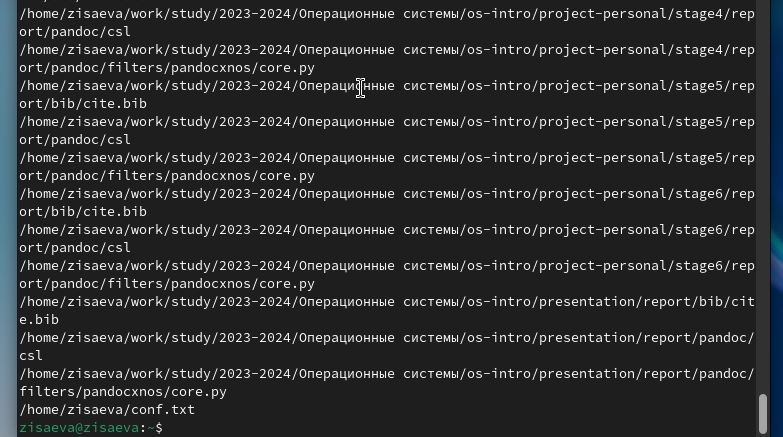 /home/zisaeva/work/study/2023-2024/Операционные системы/os-intro/project-personal/stage4/rep
ort/pandoc/csl
/home/zisaeva/work/study/2023-2024/Операционные системы/os-intro/project-personal/stage4/rep
ort/pandoc/filters/pandocxnos/core.py
/home/zisaeva/work/study/2023-2024/Операционные системы/os-intro/project-personal/stage5/rep
ort/bib/cite.bib
/home/zisaeva/work/study/2023-2024/Операционные системы/os-intro/project-personal/stage5/rep
ort/pandoc/csl
/home/zisaeva/work/study/2023-2024/Операционные системы/os-intro/project-personal/stage5/rep
ort/pandoc/filters/pandocxnos/core.py
/home/zisaeva/work/study/2023-2024/Операционные системы/os-intro/project-personal/stage6/rep
ort/bib/cite.bib
/home/zisaeva/work/study/2023-2024/Операционные системы/os-intro/project-personal/stage6/rep
ort/pandoc/csl
/home/zisaeva/work/study/2023-2024/Операционные системы/os-intro/project-personal/stage6/rep
ort/pandoc/filters/pandocxnos/core.py
/home/zisaeva/work/study/2023-2024/Операционные системы/os-intro/presentation/report/bib/cit
e.bib
/home/zisaeva/work/study/2023-2024/Операционные системы/os-intro/presentation/report/pandoc/
csl
/home/zisaeva/work/study/2023-2024/Операционные системы/os-intro/presentation/report/pandoc/
filters/pandocxnos/core.py
/home/zisaeva/conf.txt
zisaeva@zisaeva:~$